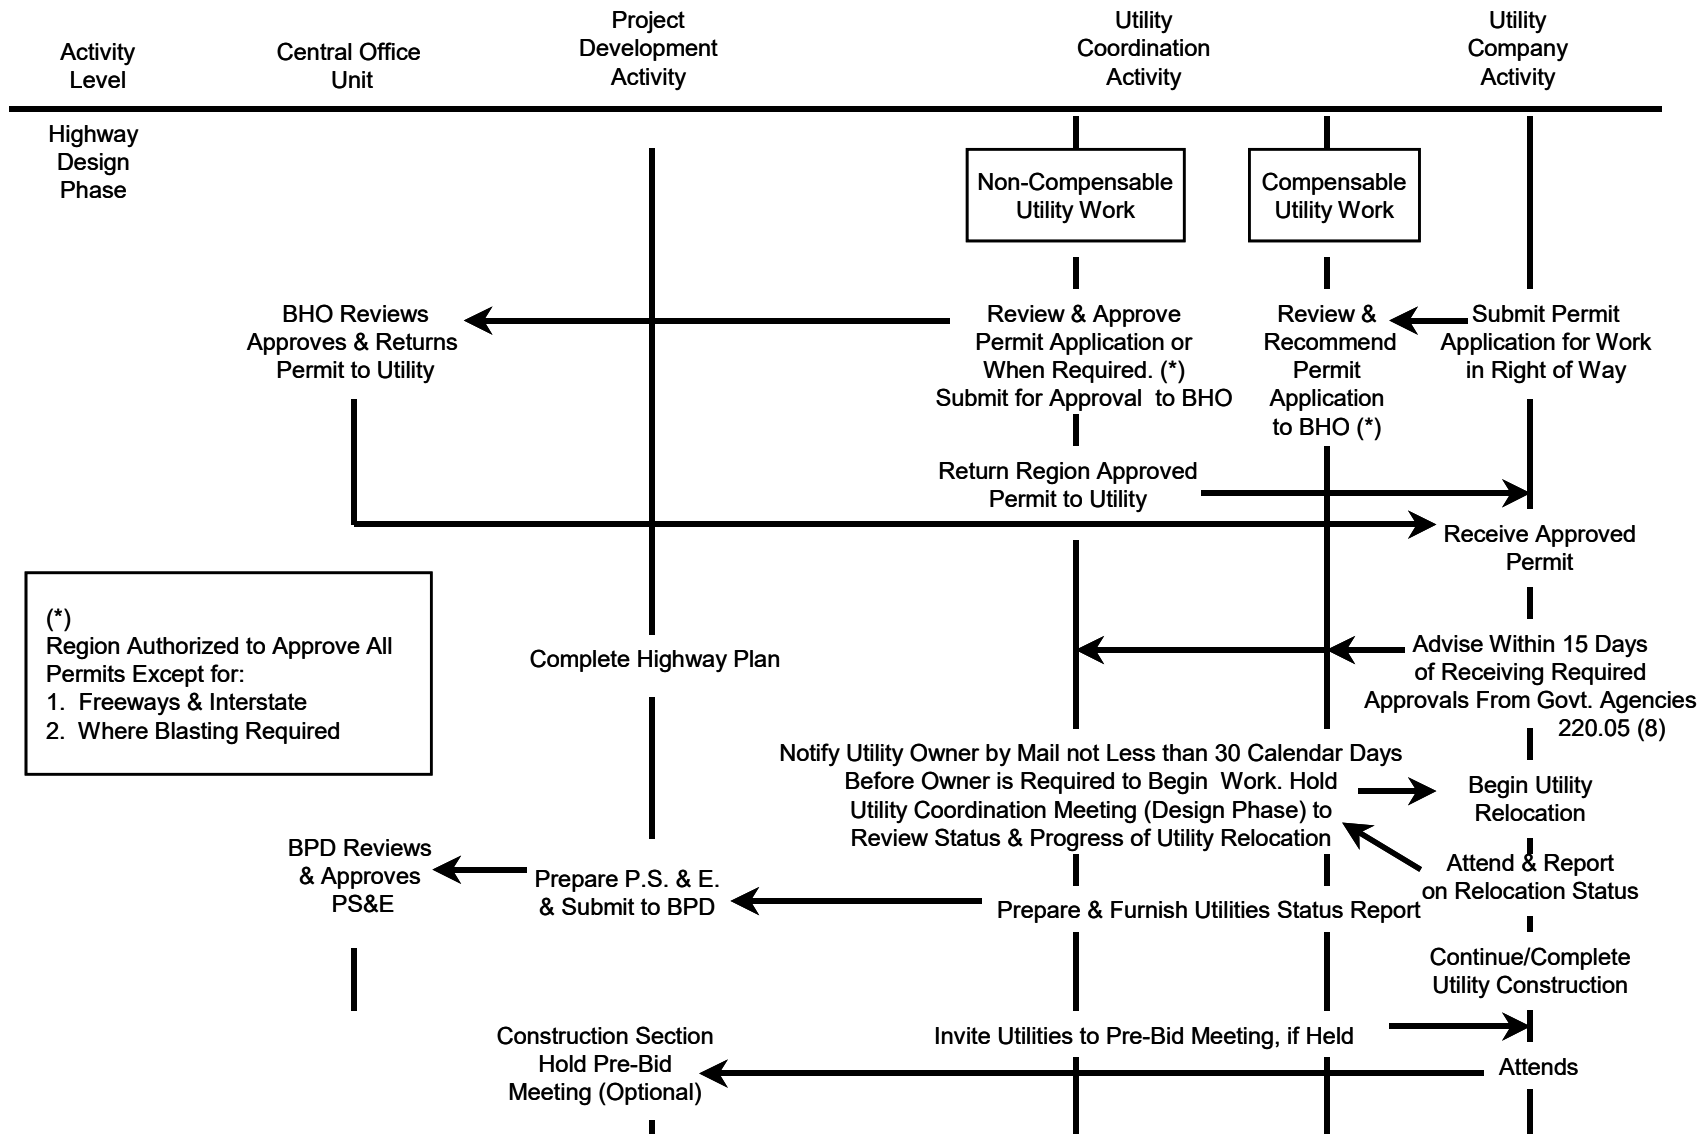 Activity
Level
Central Office
Unit
Project
Development
Activity
Utility
Coordination
Activity
Utility
Company
Activity
Highway
Design
Phase
Non-Compensable
Utility Work
Compensable
Utility Work
BHO Reviews
Approves & Returns
Permit to Utility
Review & Approve
Permit Application or
When Required. (*)
Submit for Approval to BHO
Review &
Recommend
Permit
Application
to BHO (*)
Submit Permit
Application for Work
in Right of Way
Return Region Approved
Permit to Utility
Receive Approved
Permit
(*)
Region Authorized to Approve All
Permits Except for:
1. Freeways & Interstate
2. Where Blasting Required
Complete Highway Plan
Advise Within 15 Days
of Receiving Required
Approvals From Govt. Agencies
220.05 (8)
Notify Utility Owner by Mail not Less than 30 Calendar Days
Before Owner is Required to Begin Work. Hold
Utility Coordination Meeting (Design Phase) to
Review Status & Progress of Utility Relocation
Begin Utility
Relocation
BPD Reviews
& Approves
PS&E
Prepare P.S. & E.
& Submit to BPD
Prepare & Furnish Utilities Status Report
Attend & Report
on Relocation Status
Continue/Complete
Utility Construction
Construction Section
Hold Pre-Bid
Meeting (Optional)
Invite Utilities to Pre-Bid Meeting, if Held
Attends